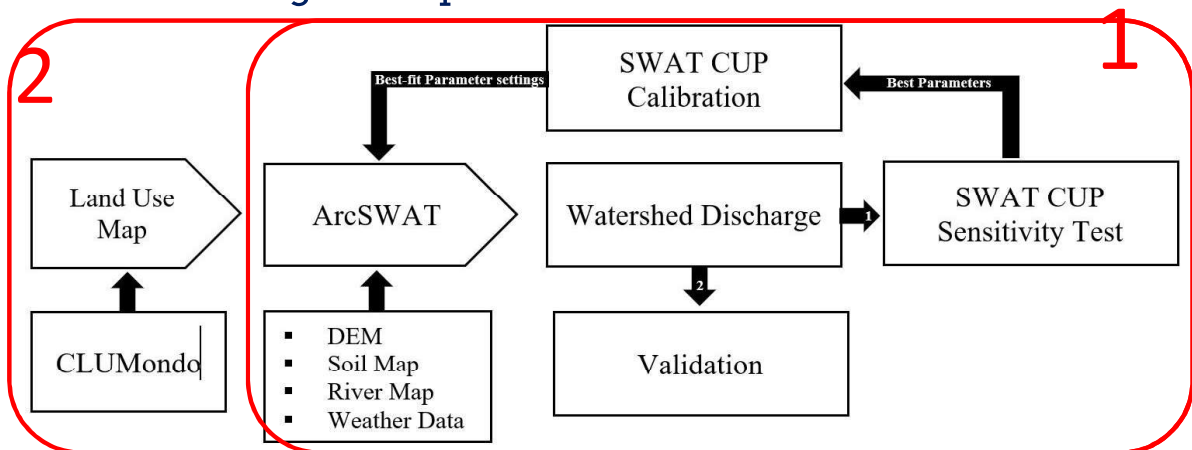 1
2
SWAT CUP
Calibration
Best-fit Parameter settings
Best Parameters
Land Use
Map
ArcSWAT
Watershed Discharge
1
SWAT CUP
Sensitivity Test
2
CLUMondo
▪ DEM
▪ Soil Map
▪ River Map
▪ Weather Data
Validation